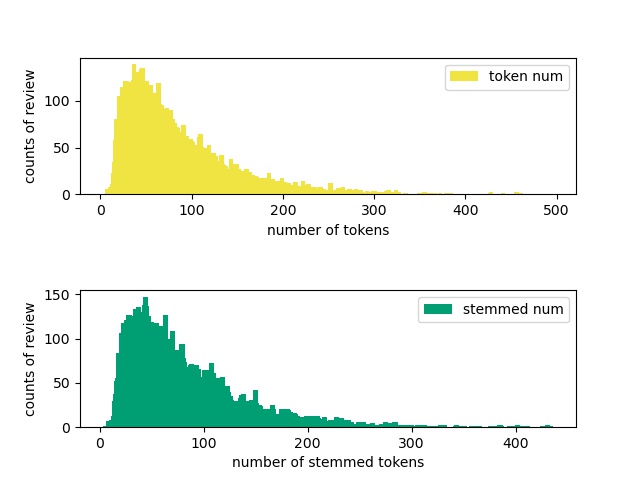 counts of review
100
50
0
token num
0 100 200 300 400 500
number of tokens
counts of review
150
100
50
0
stemmed num
0 100 200 300 400
number of stemmed tokens